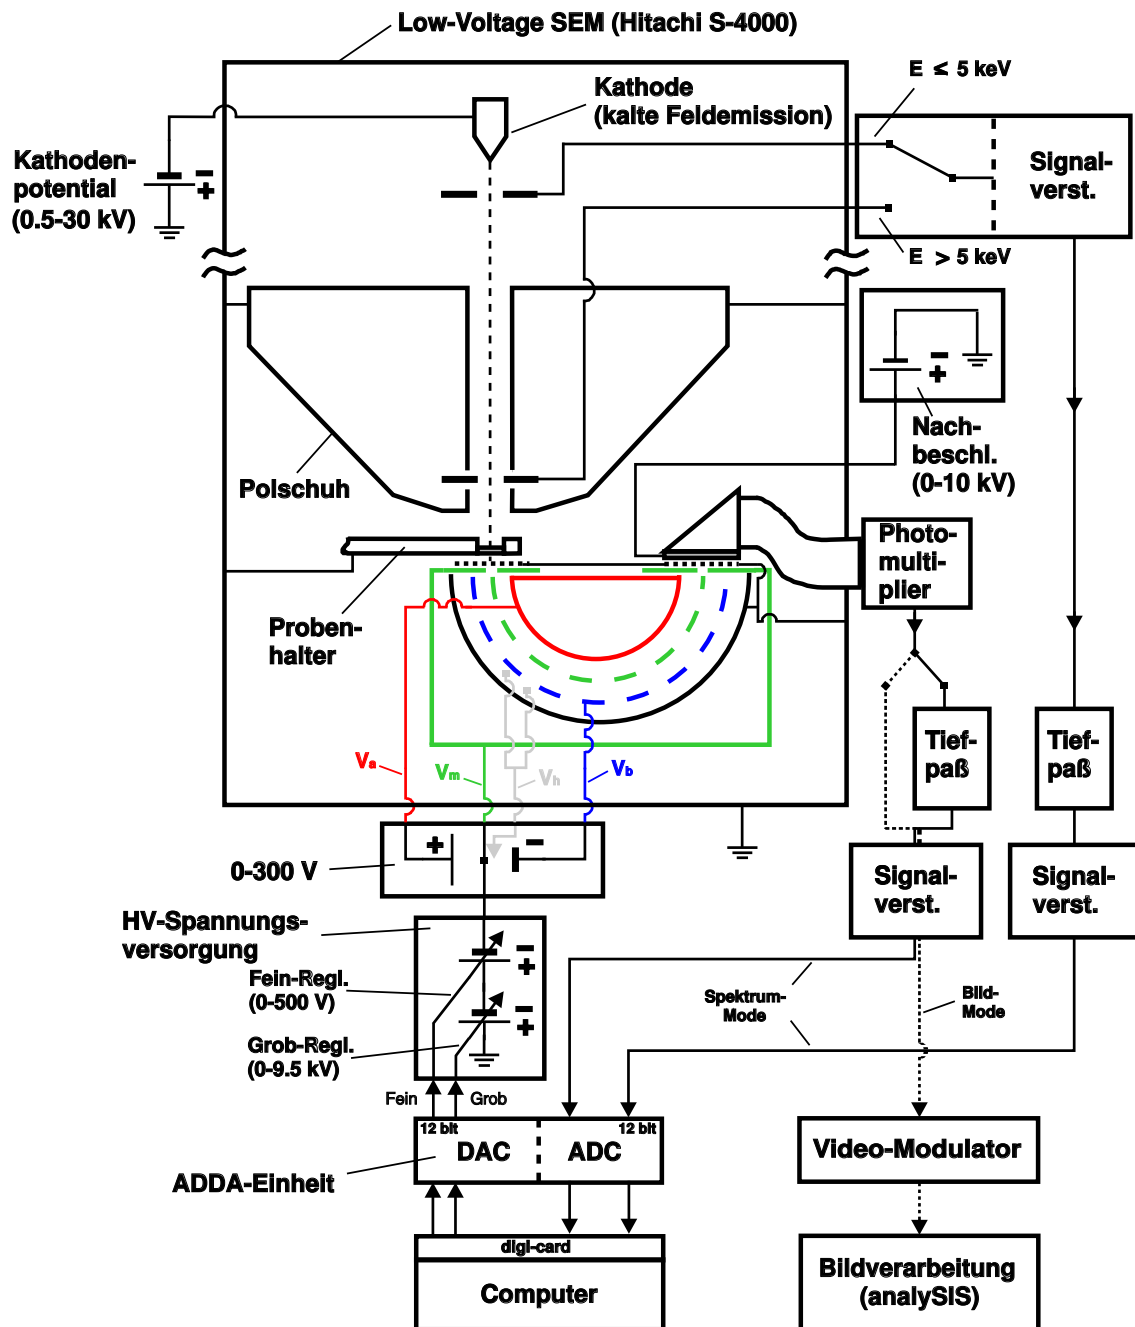 Low-Voltage SEM (Hitachi S-4000)
E ≤ 5 keV
Kathode
(kalte Feldemission)
Kathoden-
potential
(0.5-30 kV)
−
+
Signal-
verst.
E > 5 keV
−
+
Nach-
beschl.
(0-10 kV)
Polschuh
Photo-
multi-
plier
Proben-
halter
Va
Vm
Vh
Vb
Tief-
paß
Tief-
paß
+
−
0-300 V
Signal-
verst.
Signal-
verst.
HV-Spannungs-
versorgung
−
+
Fein-Regl.
(0-500 V)
−
+
Grob-Regl.
(0-9.5 kV)
Spektrum-
Mode
Bild-
Mode
Fein
Grob
12 bit
12 bit
DAC
ADC
ADDA-Einheit
Video-Modulator
digi-card
Computer
Bildverarbeitung
(analySIS)